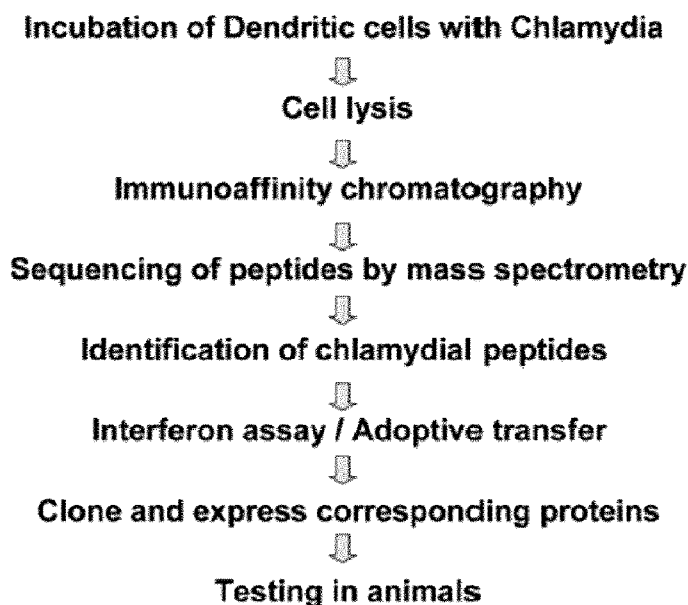 Incubation of Dendritic cells with Chlamydia
Cell lysis
Immunoaffinity chromatography
Sequencing of peptides by mass spectrometry
Identification of chlamydial peptides
Interferon assay / Adoptive transfer
Clone and express corresponding proteins
Testing in animals